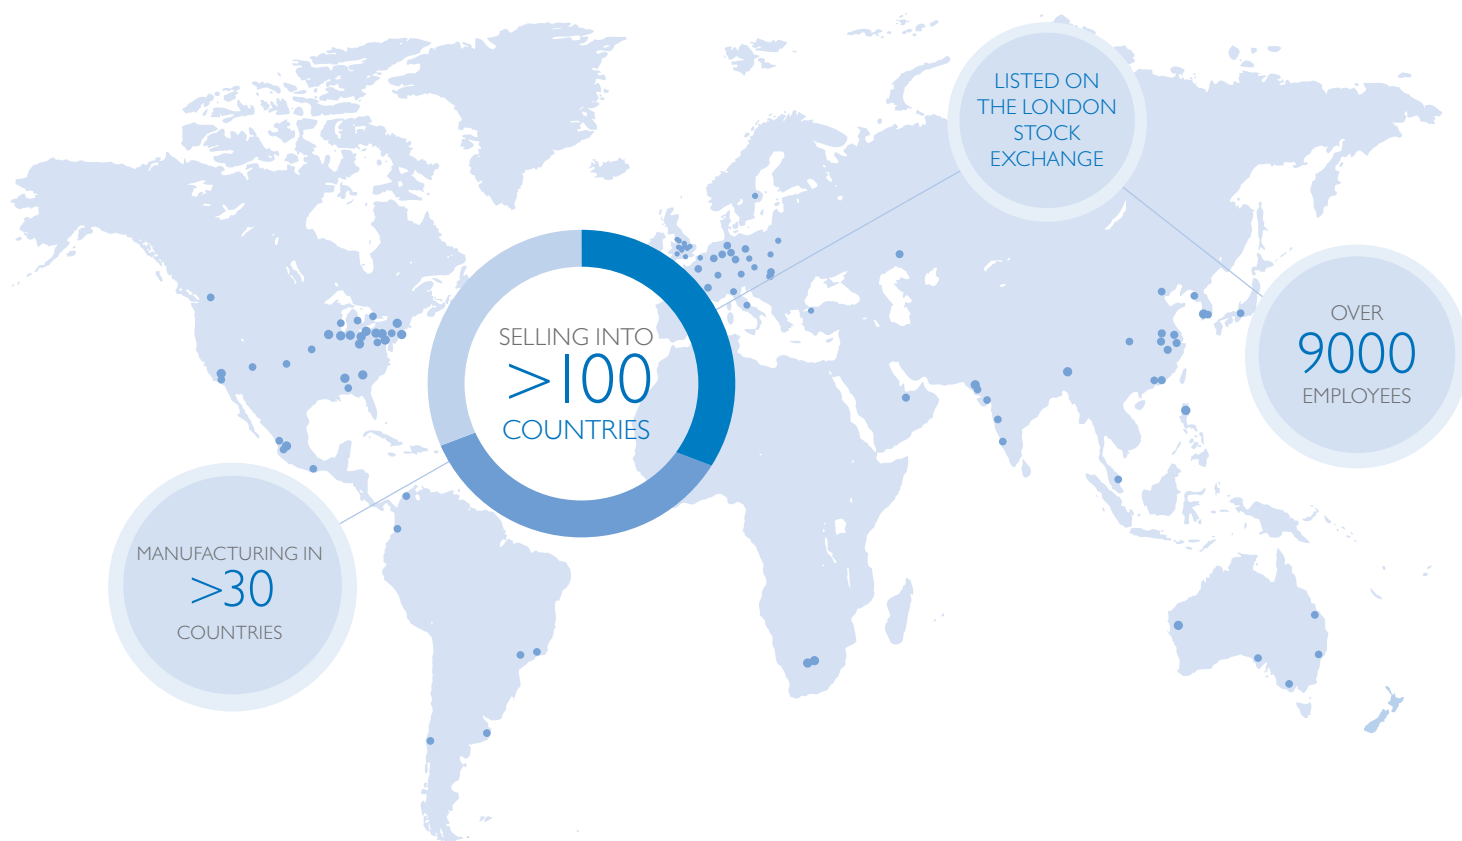 LISTED ON
THE LONDON
STOCK
EXCHANGE
SELLING INTO
>100
COUNTRIES
OVER
9000
EMPLOYEES
MANUFACTURING IN
>30
COUNTRIES